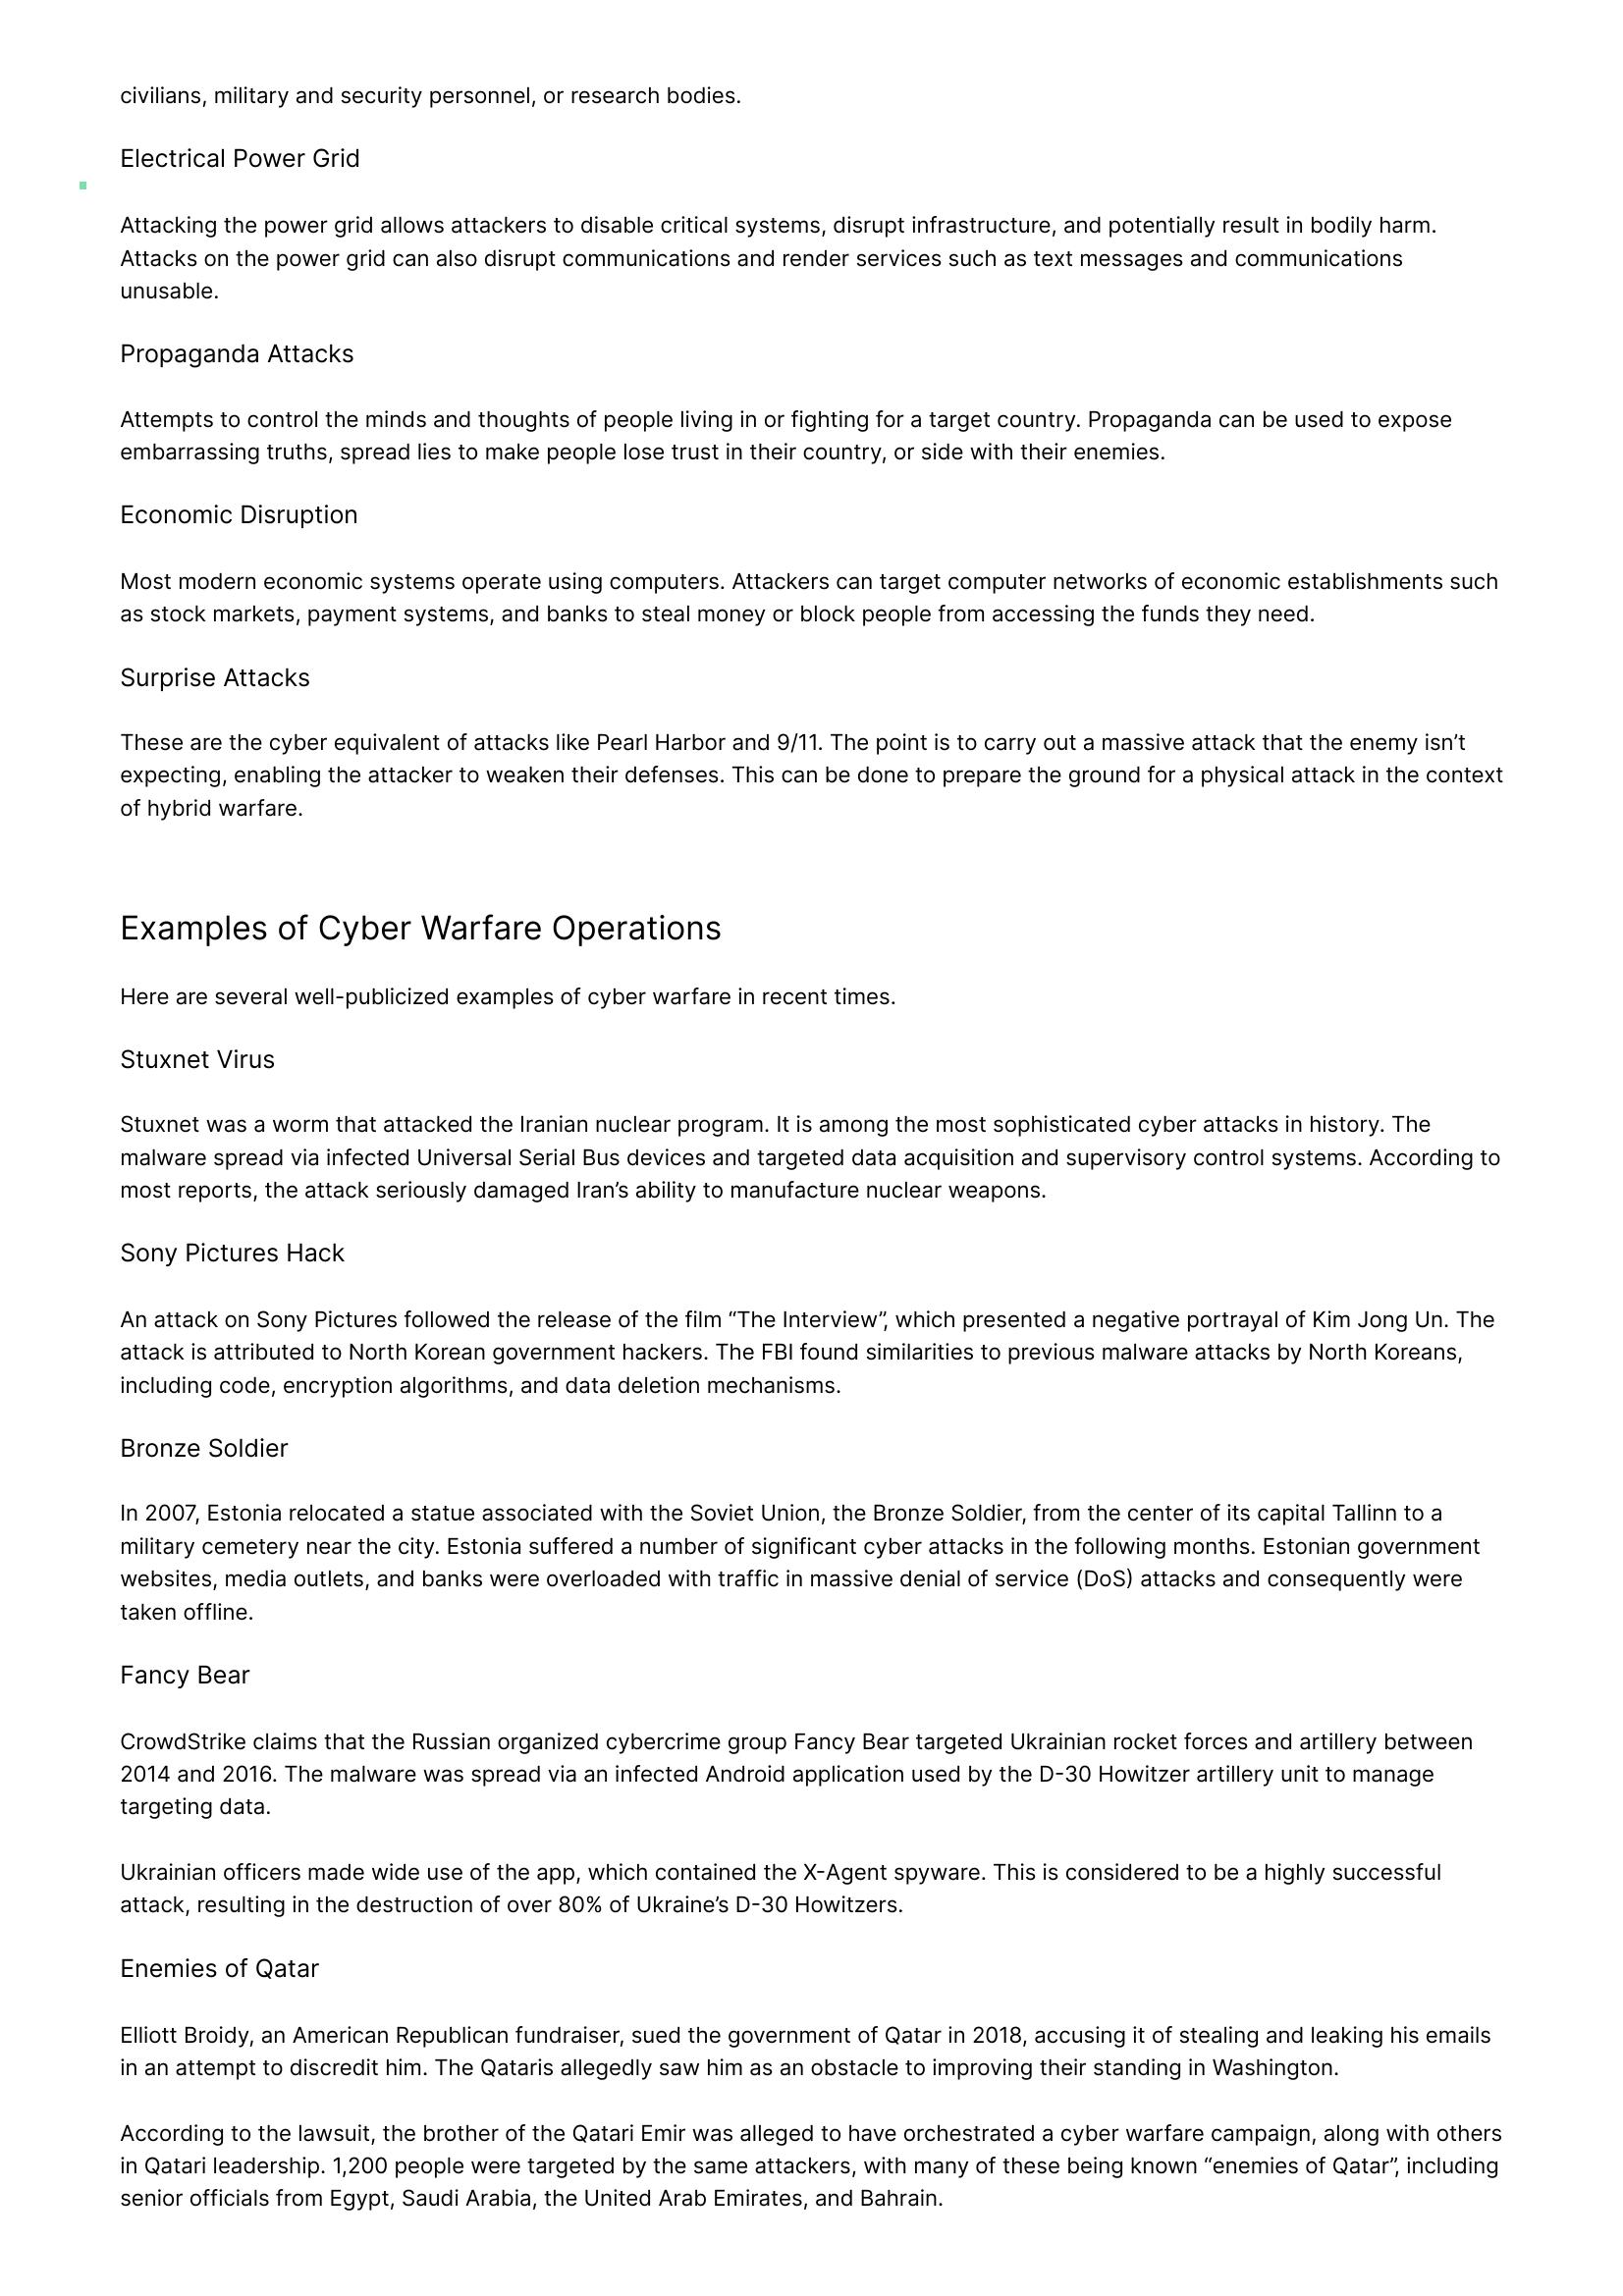 civilians, military and security personnel, or research bodies.
Electrical Power Grid
Attacking the power grid allows attackers to disable critical systems, disrupt infrastructure, and potentially result in bodily harm.
Attacks on the power grid can also disrupt communications and render services such as text messages and communications
unusable.
Propaganda Attacks
Attempts to control the minds and thoughts of people living in or fighting for a target country. Propaganda can be used to expose
embarrassing truths, spread lies to make people lose trust in their country, or side with their enemies.
Economic Disruption
Most modern economic systems operate using computers. Attackers can target computer networks of economic establishments such
as stock markets, payment systems, and banks to steal money or block people from accessing the funds they need.
Surprise Attacks
These are the cyber equivalent of attacks like Pearl Harbor and 9/11. The point is to carry out a massive attack that the enemy isn’t
expecting, enabling the attacker to weaken their defenses. This can be done to prepare the ground for a physical attack in the context
of hybrid warfare.
Examples of Cyber Warfare Operations
Here are several well-publicized examples of cyber warfare in recent times.
Stuxnet Virus
Stuxnet was a worm that attacked the Iranian nuclear program. It is among the most sophisticated cyber attacks in history. The
malware spread via infected Universal Serial Bus devices and targeted data acquisition and supervisory control systems. According to
most reports, the attack seriously damaged Iran’s ability to manufacture nuclear weapons.
Sony Pictures Hack
An attack on Sony Pictures followed the release of the film “The Interview”, which presented a negative portrayal of Kim Jong Un. The
attack is attributed to North Korean government hackers. The FBI found similarities to previous malware attacks by North Koreans,
including code, encryption algorithms, and data deletion mechanisms.
Bronze Soldier
In 2007, Estonia relocated a statue associated with the Soviet Union, the Bronze Soldier, from the center of its capital Tallinn to a
military cemetery near the city. Estonia suffered a number of significant cyber attacks in the following months. Estonian government
websites, media outlets, and banks were overloaded with traffic in massive denial of service (DoS) attacks and consequently were
taken offline.
Fancy Bear
CrowdStrike claims that the Russian organized cybercrime group Fancy Bear targeted Ukrainian rocket forces and artillery between
2014 and 2016. The malware was spread via an infected Android application used by the D-30 Howitzer artillery unit to manage
targeting data.
Ukrainian officers made wide use of the app, which contained the X-Agent spyware. This is considered to be a highly successful
attack, resulting in the destruction of over 80% of Ukraine’s D-30 Howitzers.
Enemies of Qatar
Elliott Broidy, an American Republican fundraiser, sued the government of Qatar in 2018, accusing it of stealing and leaking his emails
in an attempt to discredit him. The Qataris allegedly saw him as an obstacle to improving their standing in Washington.
According to the lawsuit, the brother of the Qatari Emir was alleged to have orchestrated a cyber warfare campaign, along with others
in Qatari leadership. 1,200 people were targeted by the same attackers, with many of these being known “enemies of Qatar”, including
senior officials from Egypt, Saudi Arabia, the United Arab Emirates, and Bahrain.